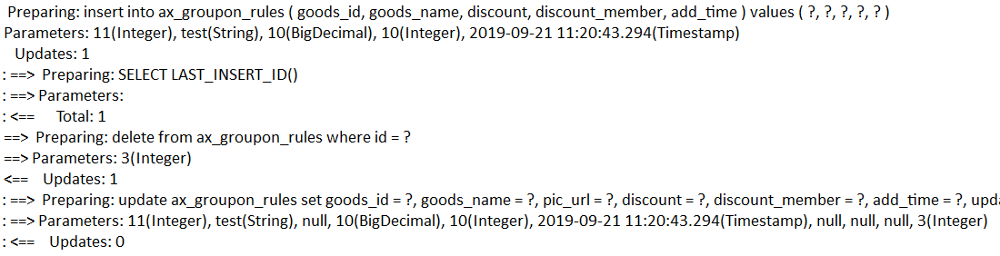 Preparing: insert into ax_groupon_rules ( goods_id, goods_name, discount, discount_member, add_time ) values ( ?, ?, ?, ?, ? )
Parameters: 11(Integer), test(String), 10(BigDecimal), 10(Integer), 2019-09-21 11:20:43.294(Timestamp)
Updates: 1
: ==> Preparing: SELECT LAST_INSERT_ID()
: ==> Parameters:
: <== Total: 1
==> Preparing: delete from ax_groupon_rules where id = ?
==> Parameters: 3(Integer)
<== Updates: 1
: ==> Preparing: update ax_groupon_rules set goods_id = ?, goods_name = ?, pic_url = ?, discount = ?, discount_member = ?, add_time = ?, upd
: ==> Parameters: 11(Integer), test(String), null, 10(BigDecimal), 10(Integer), 2019-09-21 11:20:43.294(Timestamp), null, null, null, 3(Integer)
: <== Updates: 0